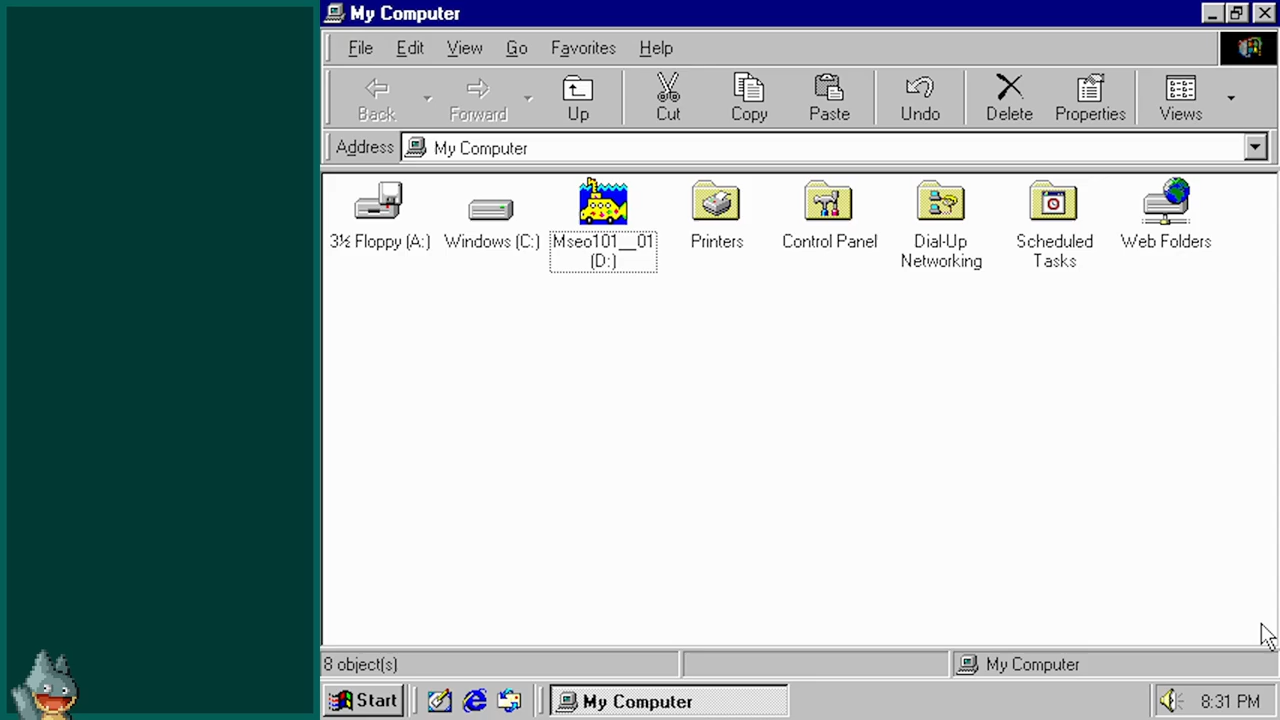 My Computer
File Edit View Go Favorites Help
Back Forward Up Cut Copy Paste Undo Delete Properties Views
Address My Computer
3½ Floppy (A:) Windows (C:) Mseo101__01 (D:) Printers Control Panel Dial-Up Networking Scheduled Tasks Web Folders
8 object(s) My Computer
Start My Computer 8:31 PM